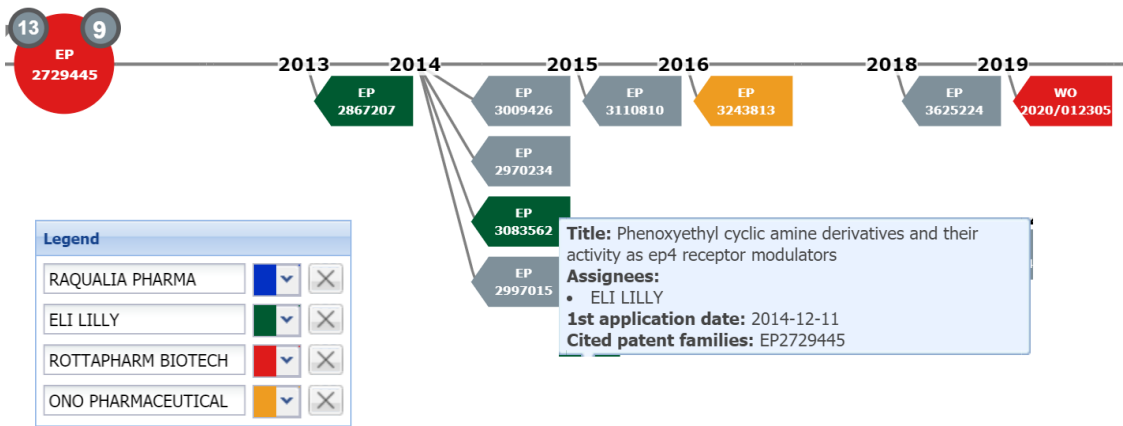 13
9
EP
2729445
2013
2014
2015
2016
2018
2019
EP
2867207
EP
3009426
EP
3110810
EP
3243813
EP
3625224
WO
2020/012305
EP
2970234
EP
3083562
EP
2997015
Title: Phenoxyethyl cyclic amine derivatives and their
activity as ep4 receptor modulators
Assignees:
• ELI LILLY
1st application date: 2014-12-11
Cited patent families: EP2729445
Legend
RAQUALIA PHARMA
ELI LILLY
ROTTAPHARM BIOTECH
ONO PHARMACEUTICAL